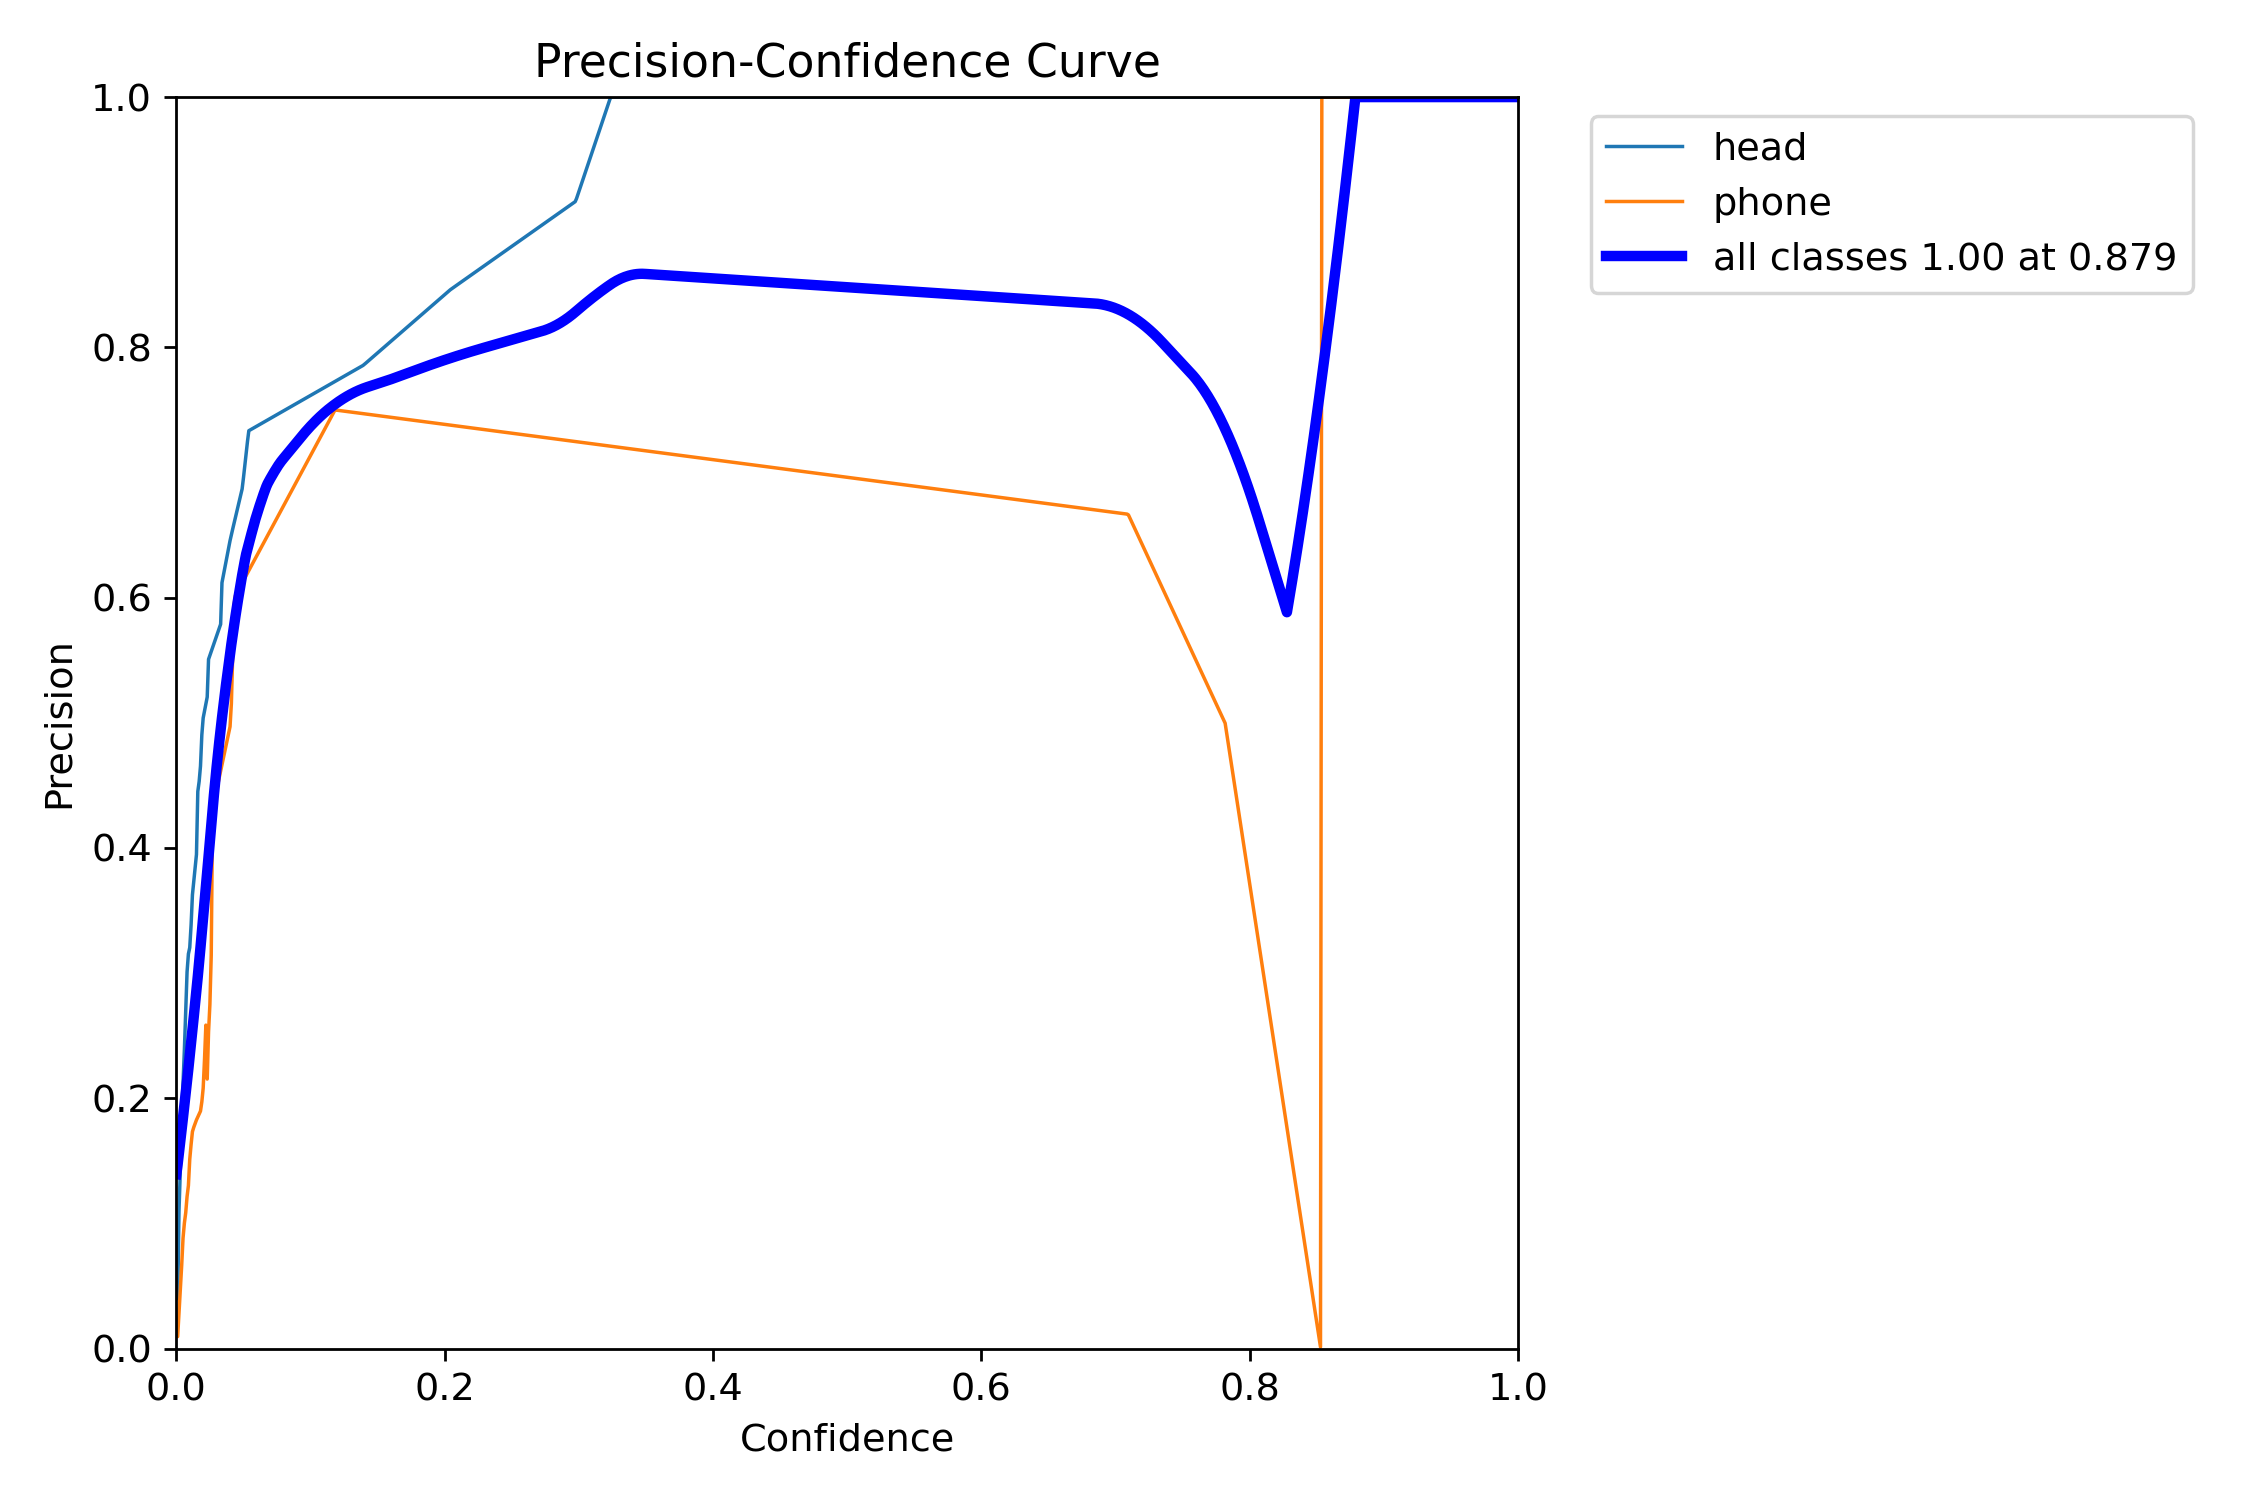 Precision-Confidence Curve
1.0
0.8
0.6
0.4
0.2
0.0
Precision
0.0 0.2 0.4 0.6 0.8 1.0
Confidence
head
phone
all classes 1.00 at 0.879